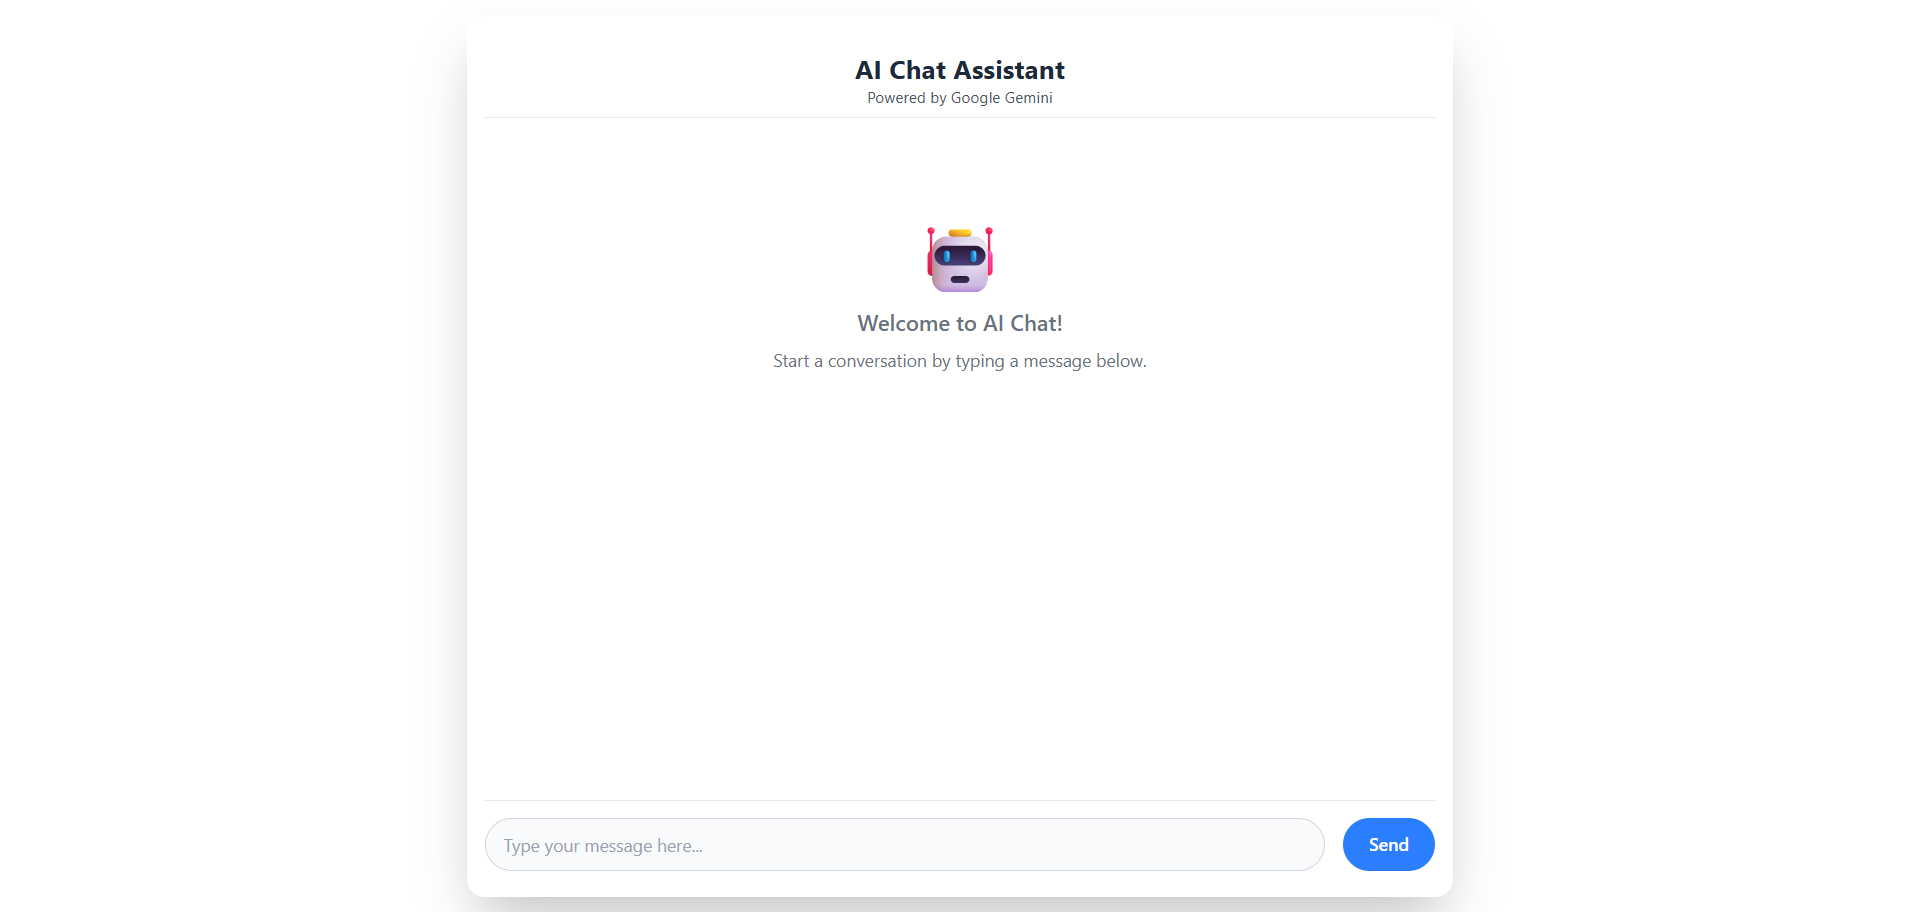 AI Chat Assistant
Powered by Google Gemini
Welcome to AI Chat!
Start a conversation by typing a message below.
Type your message here...
Send